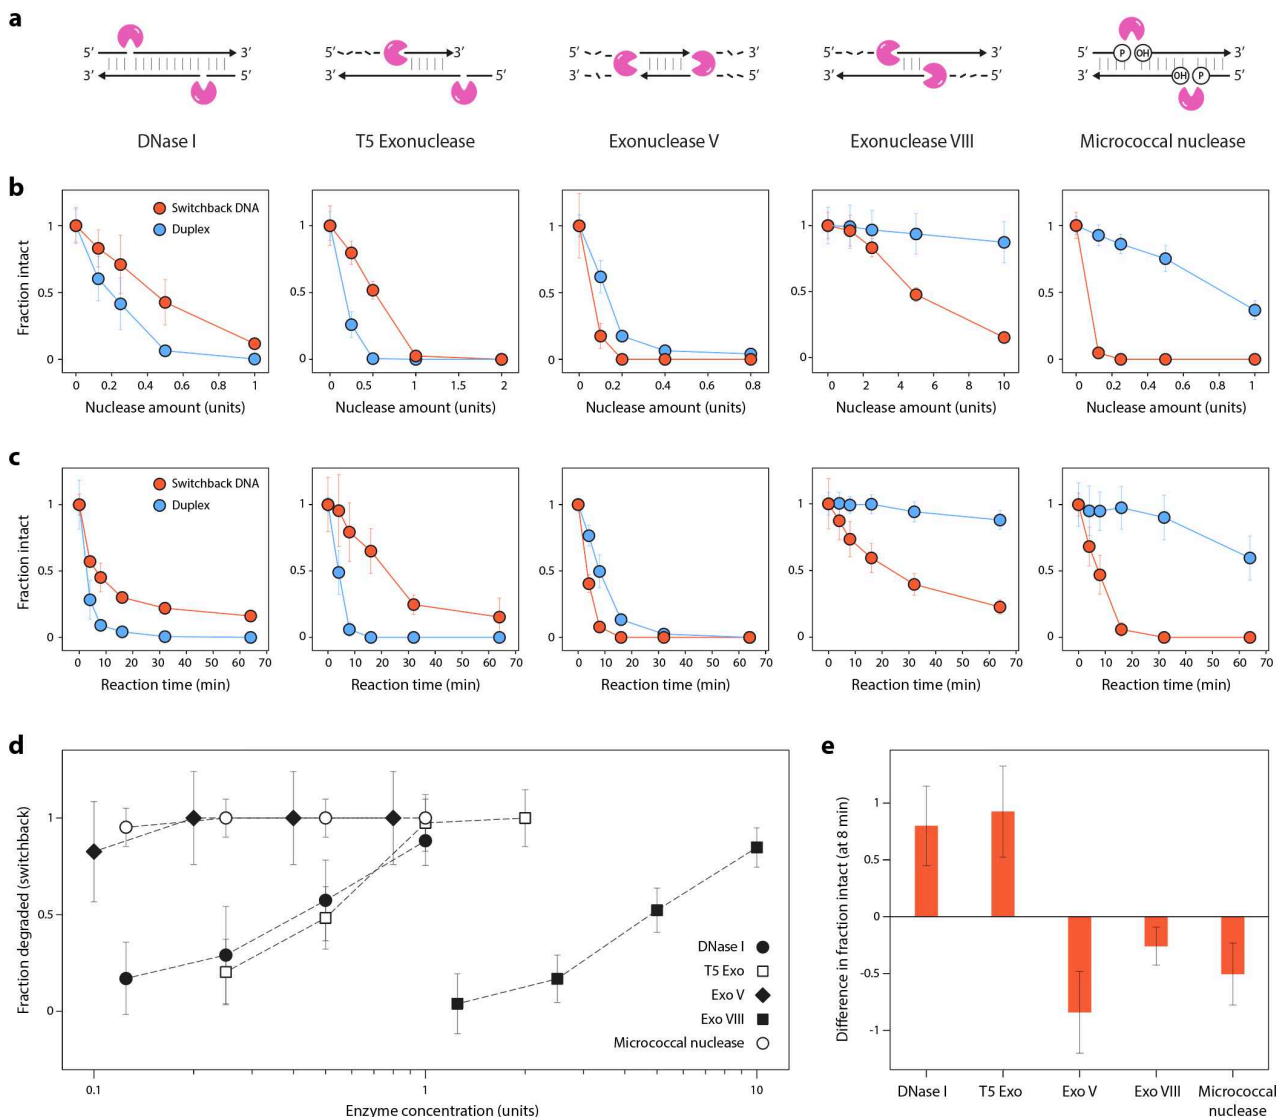 a
5′ 3′ 5′ 3′ 5′ 3′ 5′ 3′ 5′ P OH 3′
3′ 5′ 3′ 5′ 3′ 5′ 3′ 5′ 3′ OH P 5′
DNase I T5 Exonuclease Exonuclease V Exonuclease VIII Micrococcal nuclease
b
Switchback DNA
Duplex
Fraction intact
1 1 1 1 1
0.5 0.5 0.5 0.5 0.5
0 0 0 0 0
0 0.2 0.4 0.6 0.8 1 0 0.5 1 1.5 2 0 0.2 0.4 0.6 0.8 0 2 4 6 8 10 0 0.2 0.4 0.6 0.8 1
Nuclease amount (units) Nuclease amount (units) Nuclease amount (units) Nuclease amount (units) Nuclease amount (units)
c
Switchback DNA
Duplex
Fraction intact
1 1 1 1 1
0.5 0.5 0.5 0.5 0.5
0 0 0 0 0
0 10 20 30 40 50 60 70 0 10 20 30 40 50 60 70 0 10 20 30 40 50 60 70 0 10 20 30 40 50 60 70 0 10 20 30 40 50 60 70
Reaction time (min) Reaction time (min) Reaction time (min) Reaction time (min) Reaction time (min)
d
Fraction degraded (switchback)
1
0.5
0
DNase I
T5 Exo
Exo V
Exo VIII
Micrococcal nuclease
0.1 1 10
Enzyme concentration (units)
e
Difference in fraction intact (at 8 min)
1
0.5
0
-0.5
-1
DNase I T5 Exo Exo V Exo VIII Micrococcal
nuclease